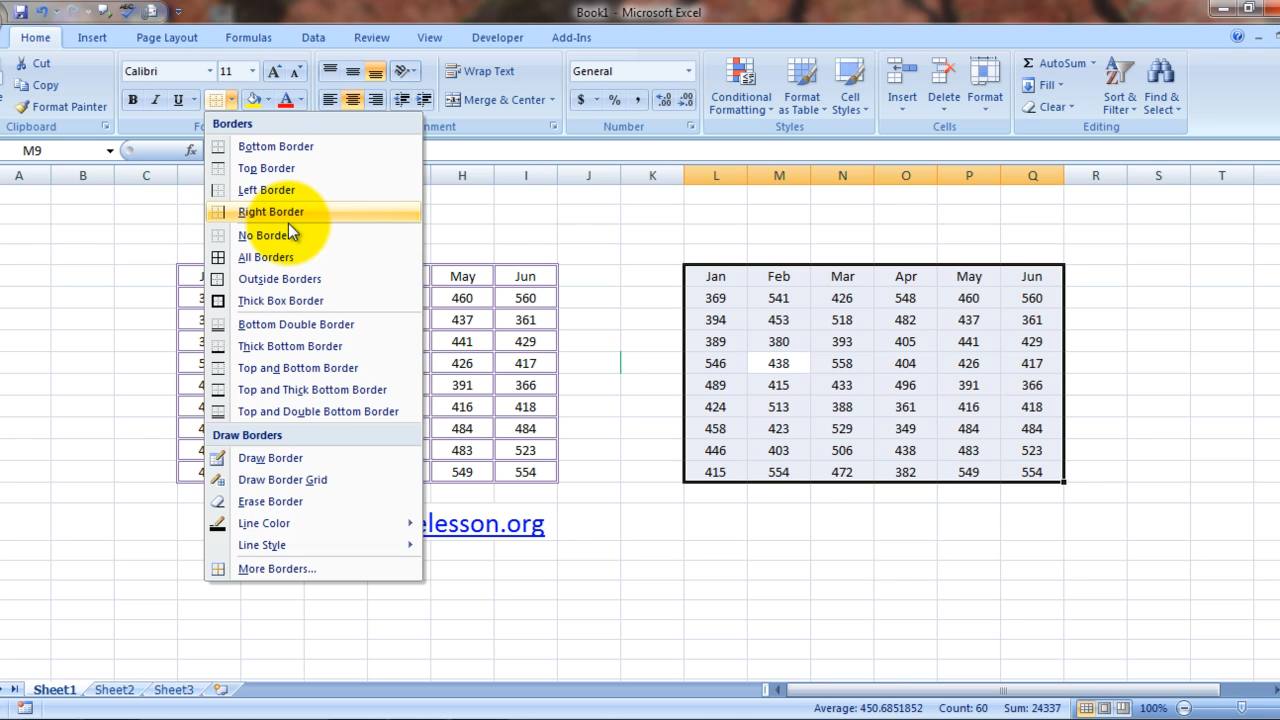 Book1 - Microsoft Excel
Home Insert Page Layout Formulas Data Review View Developer Add-Ins
Cut
Copy
Format Painter
Clipboard
Calibri 11
B I U
Wrap Text
Merge & Center
General
$ % ,
Number
Conditional Formatting
Format as Table
Cell Styles
Styles
Insert Delete Format
Cells
AutoSum
Fill
Clear
Sort & Filter
Find & Select
Editing
M9 fx
A B C H I J K L M N O P Q R S T
Borders
Bottom Border
Top Border
Left Border
Right Border
No Border
All Borders
Outside Borders
Thick Box Border
Bottom Double Border
Thick Bottom Border
Top and Bottom Border
Top and Thick Bottom Border
Top and Double Bottom Border
Draw Borders
Draw Border
Draw Border Grid
Erase Border
Line Color
Line Style
More Borders...
May Jun
460 560
437 361
441 429
426 417
391 366
416 418
484 484
483 523
549 554
elesson.org
Jan Feb Mar Apr May Jun
369 541 426 548 460 560
394 453 518 482 437 361
389 380 393 405 441 429
546 438 558 404 426 417
489 415 433 496 391 366
424 513 388 361 416 418
458 423 529 349 484 484
446 403 506 438 483 523
415 554 472 382 549 554
Sheet1 Sheet2 Sheet3
Average: 450.6851852 Count: 60 Sum: 24337 100%